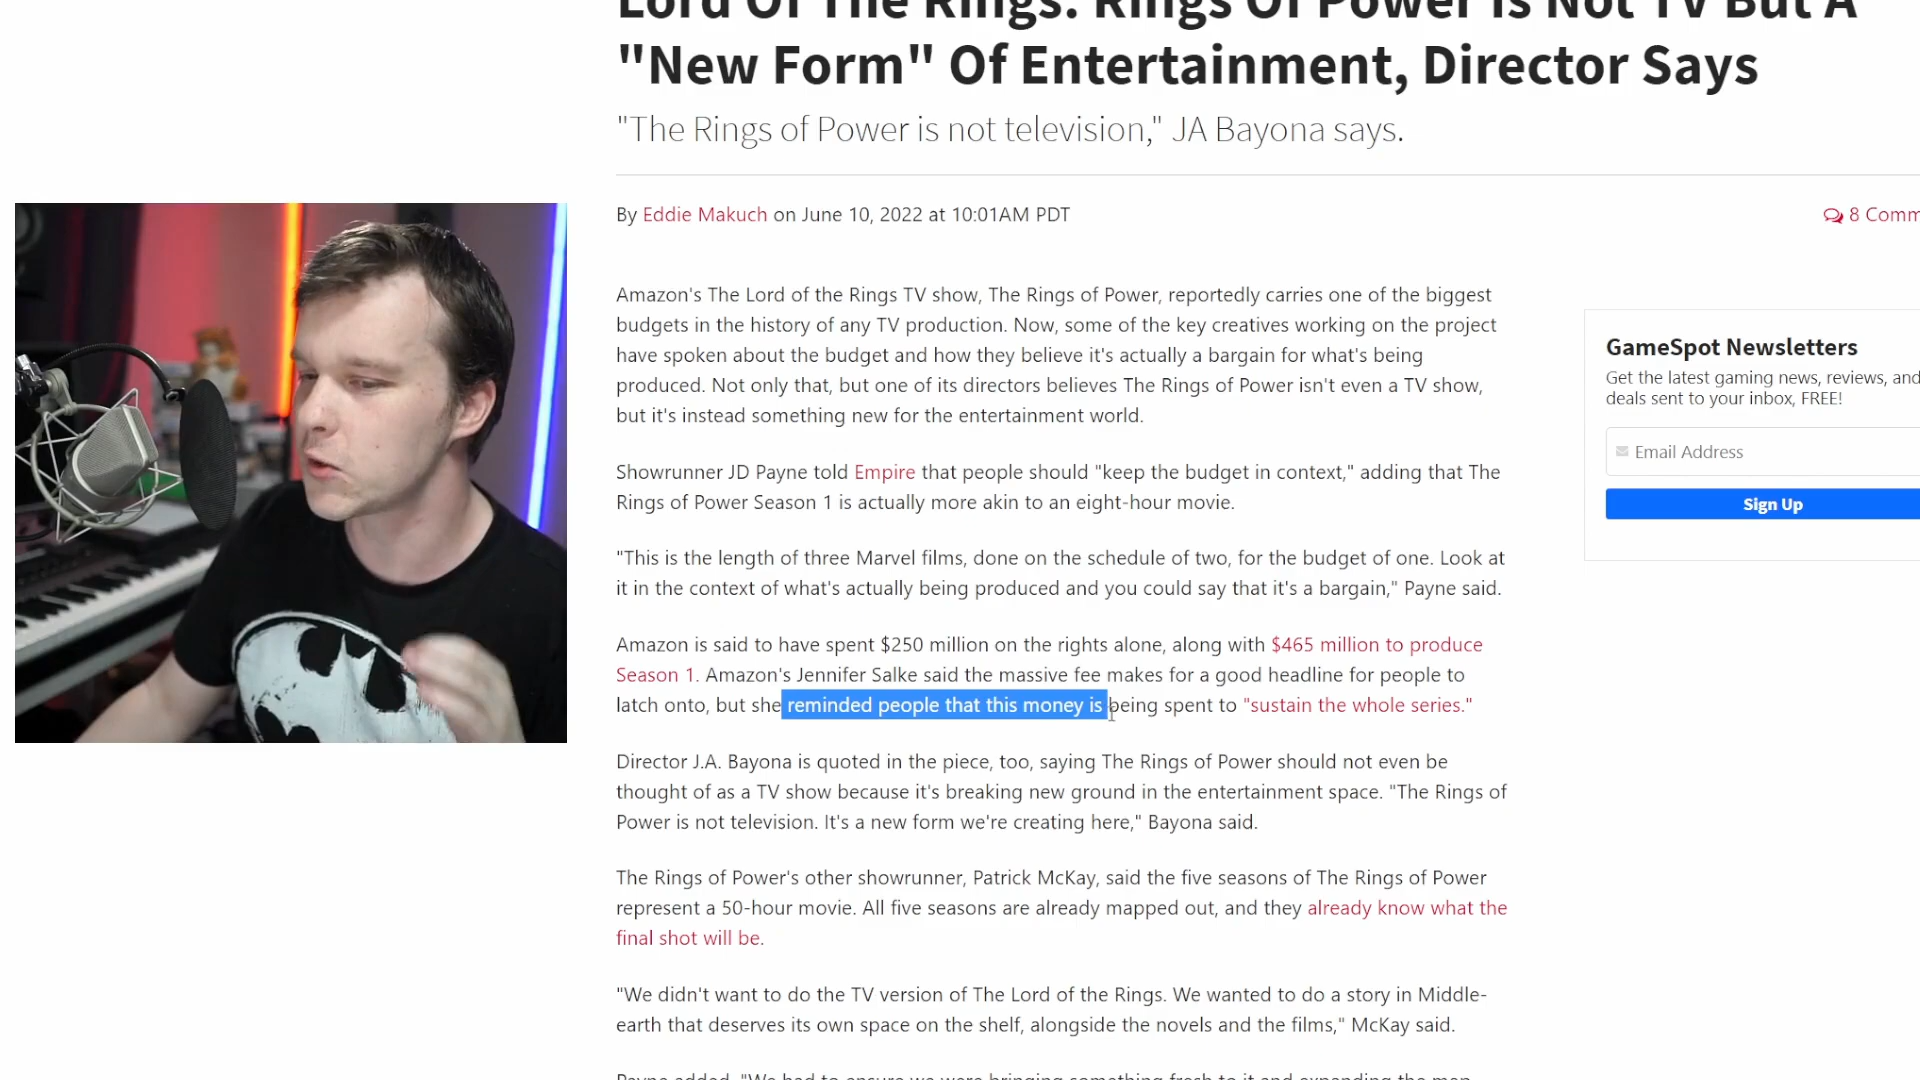 Lord Of The Rings: Rings Of Power Is Not TV But A
"New Form" Of Entertainment, Director Says
"The Rings of Power is not television," JA Bayona says.
By Eddie Makuch on June 10, 2022 at 10:01AM PDT
8 Comm
Amazon's The Lord of the Rings TV show, The Rings of Power, reportedly carries one of the biggest
budgets in the history of any TV production. Now, some of the key creatives working on the project
have spoken about the budget and how they believe it's actually a bargain for what's being
produced. Not only that, but one of its directors believes The Rings of Power isn't even a TV show,
but it's instead something new for the entertainment world.
Showrunner JD Payne told Empire that people should "keep the budget in context," adding that The
Rings of Power Season 1 is actually more akin to an eight-hour movie.
"This is the length of three Marvel films, done on the schedule of two, for the budget of one. Look at
it in the context of what's actually being produced and you could say that it's a bargain," Payne said.
Amazon is said to have spent $250 million on the rights alone, along with $465 million to produce
Season 1. Amazon's Jennifer Salke said the massive fee makes for a good headline for people to
latch onto, but she reminded people that this money is being spent to "sustain the whole series."
Director J.A. Bayona is quoted in the piece, too, saying The Rings of Power should not even be
thought of as a TV show because it's breaking new ground in the entertainment space. "The Rings of
Power is not television. It's a new form we're creating here," Bayona said.
The Rings of Power's other showrunner, Patrick McKay, said the five seasons of The Rings of Power
represent a 50-hour movie. All five seasons are already mapped out, and they already know what the
final shot will be.
"We didn't want to do the TV version of The Lord of the Rings. We wanted to do a story in Middle-
earth that deserves its own space on the shelf, alongside the novels and the films," McKay said.
Payne added, "We had to ensure we were bringing something fresh to it and expanding the map
GameSpot Newsletters
Get the latest gaming news, reviews, and
deals sent to your inbox, FREE!
Email Address
Sign Up